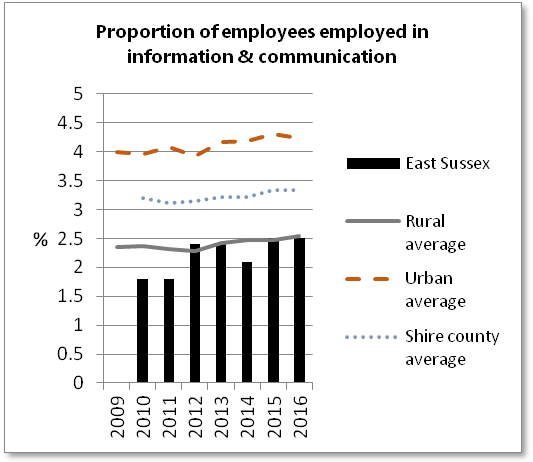 Proportion of employees employed in
information & communication
5
4.5
4
3.5
3
2.5
2
1.5
1
0.5
0
%
2009
2010
2011
2012
2013
2014
2015
2016
East Sussex
Rural
average
Urban
average
Shire county
average